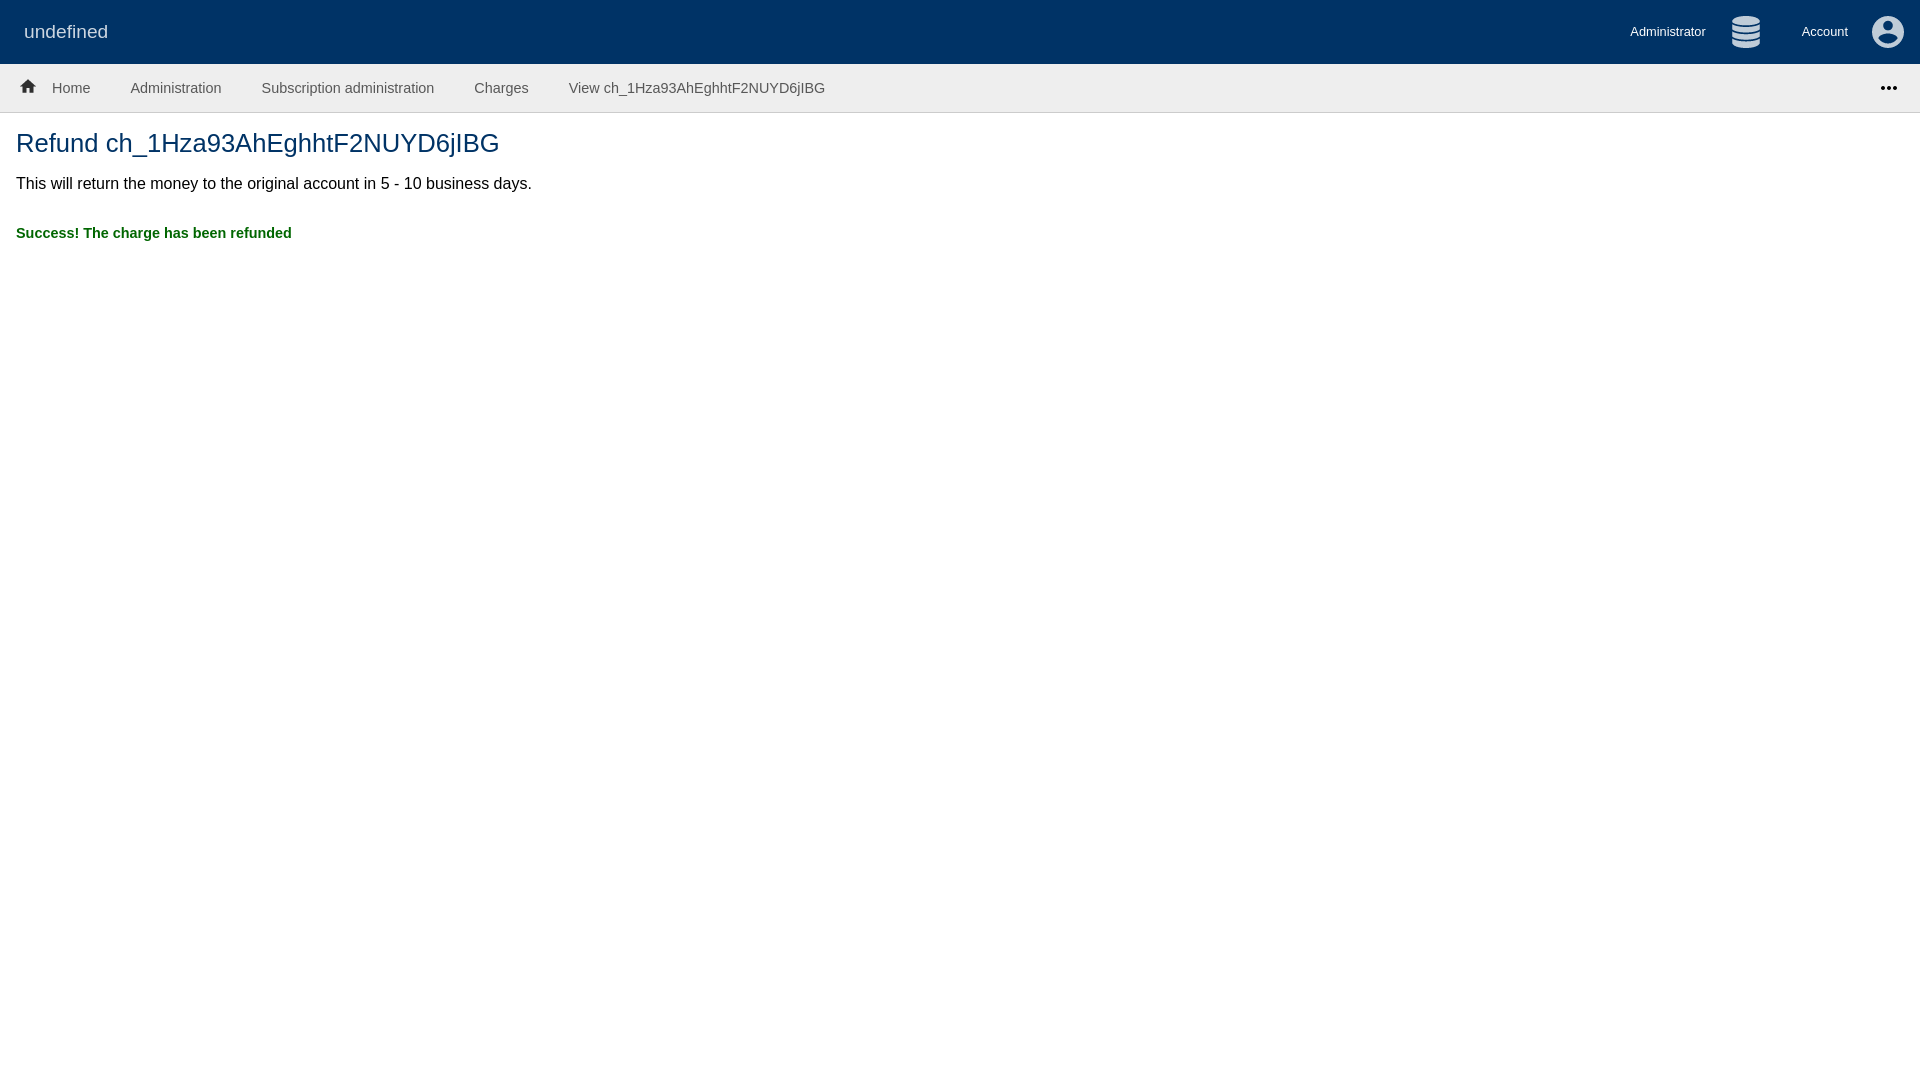 undefined
Administrator
Account
Home
Administration
Subscription administration
Charges
View ch_1Hza93AhEghhtF2NUYD6jIBG
Refund ch_1Hza93AhEghhtF2NUYD6jIBG
This will return the money to the original account in 5 - 10 business days.
Success! The charge has been refunded